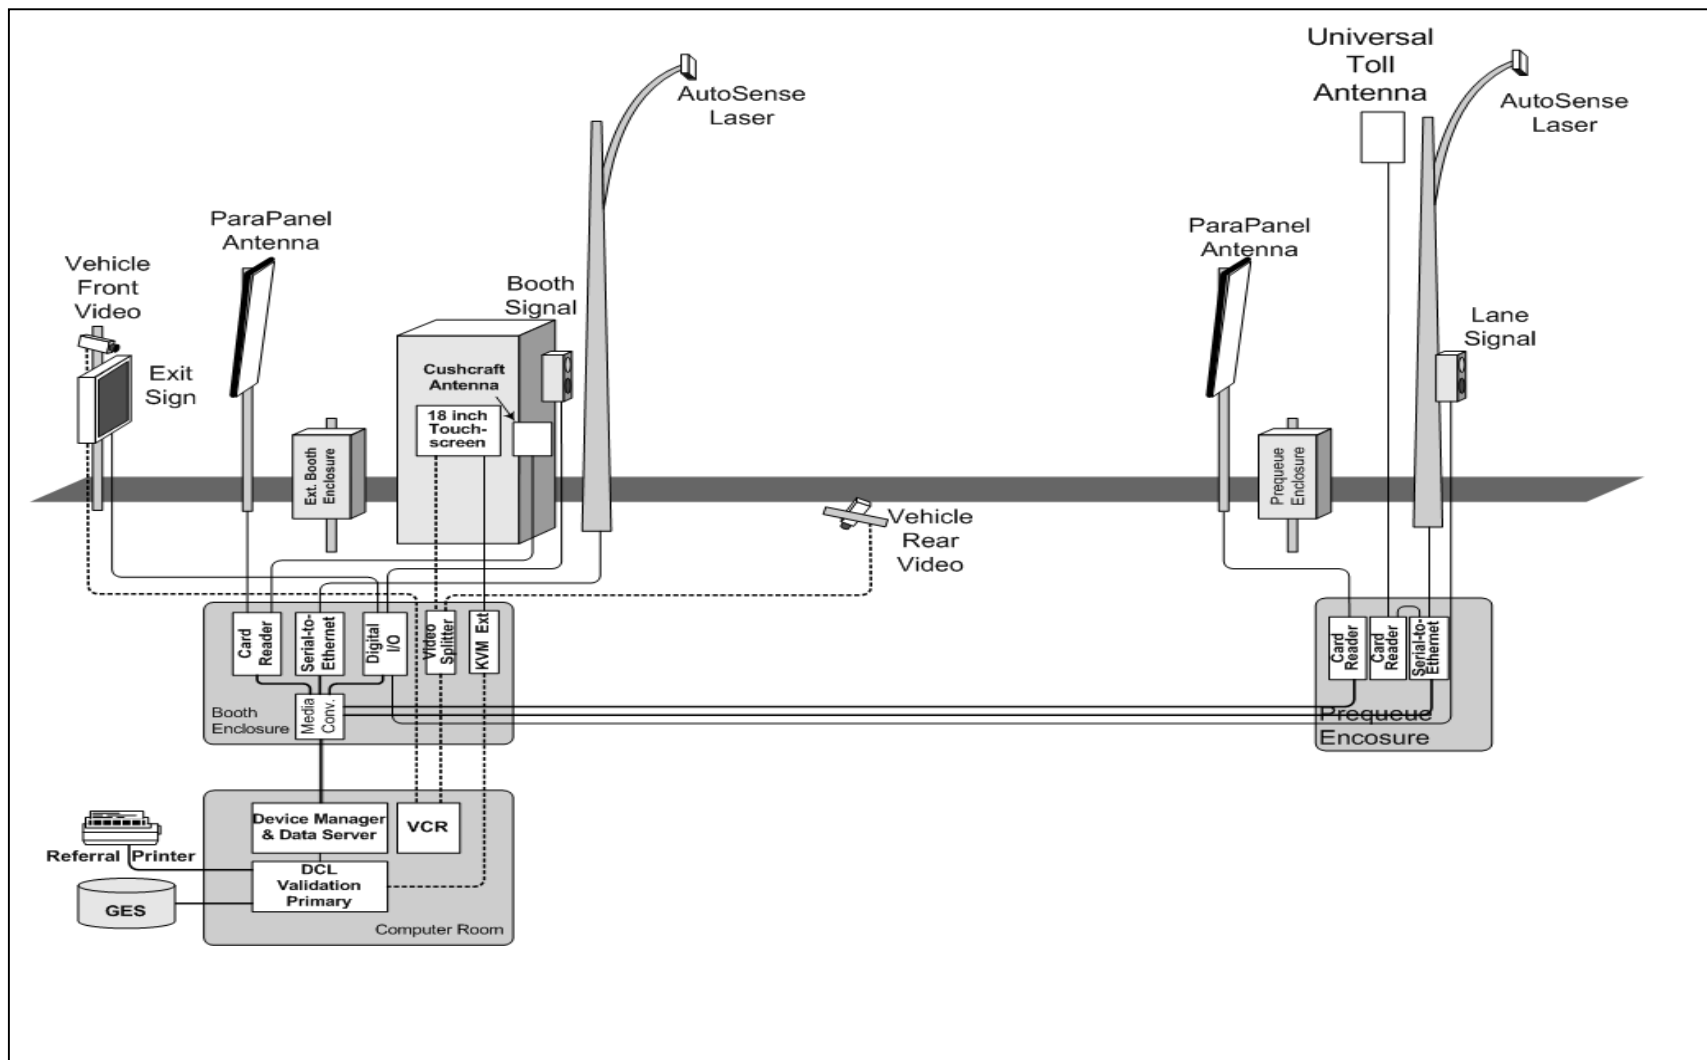 Universal
Toll
Antenna
AutoSense
Laser
AutoSense
Laser
ParaPanel
Antenna
ParaPanel
Antenna
Vehicle
Front
Video
Booth
Signal
Lane
Signal
Exit
Sign
Cushcraft
Antenna
18 inch
Touch-
screen
Ext. Booth
Enclosure
Prequeue
Enclosure
Vehicle
Rear
Video
Card
Reader
Serial-to-
Ethernet
Digital
I/O
Video
Splitter
KVM Ext
Card
Reader
Card
Reader
Serial-to-
Ethernet
Media
Conv.
Booth
Enclosure
Prequeue
Encosure
Device Manager
& Data Server
VCR
Referral Printer
DCL
Validation
Primary
GES
Computer Room